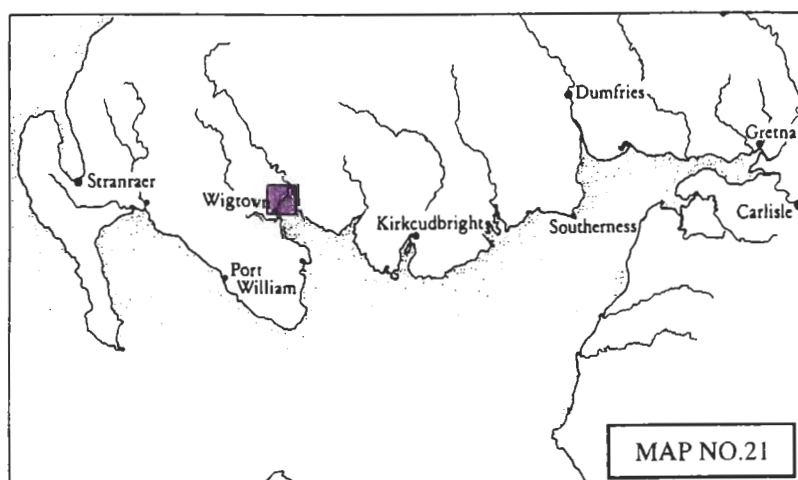 Dumfries
Gretna
Stranraer
Wigtown
Kirkcudbright
Southerness
Carlisle
Port
William
MAP NO.21